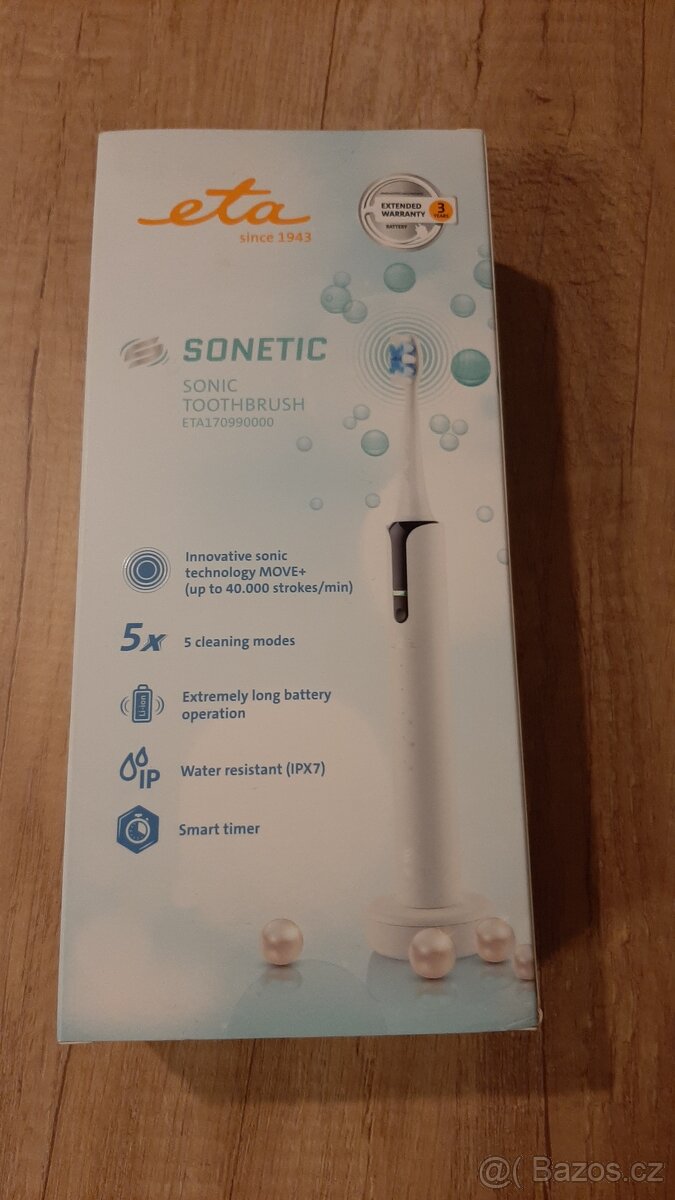 eta
since 1943
EXTENDED
WARRANTY
3
YEARS
BATTERY
SONETIC
SONIC
TOOTHBRUSH
ETA170990000
Innovative sonic
technology MOVE+
(up to 40.000 strokes/min)
5x
5 cleaning modes
Li-ion
Extremely long battery
operation
IP
Water resistant (IPX7)
Smart timer
@( Bazos.cz